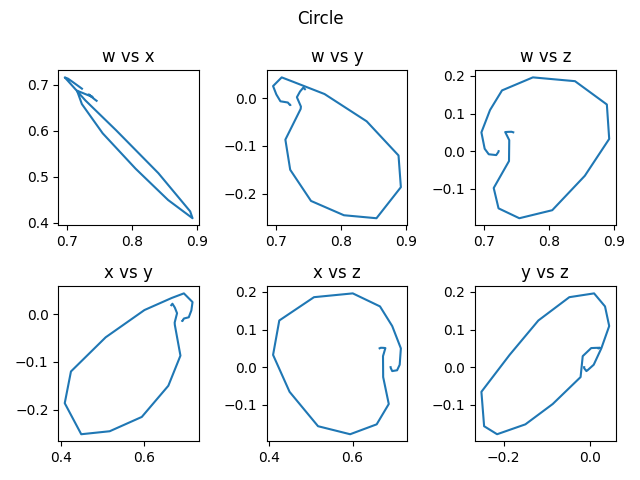 Circle
w vs x
w vs y
w vs z
0.7
0.6
0.5
0.4
0.7 0.8 0.9
0.0
−0.1
−0.2
0.7 0.8 0.9
0.2
0.1
0.0
−0.1
0.7 0.8 0.9
x vs y
x vs z
y vs z
0.0
−0.1
−0.2
0.4 0.6
0.2
0.1
0.0
−0.1
0.4 0.6
0.2
0.1
0.0
−0.1
−0.2 0.0